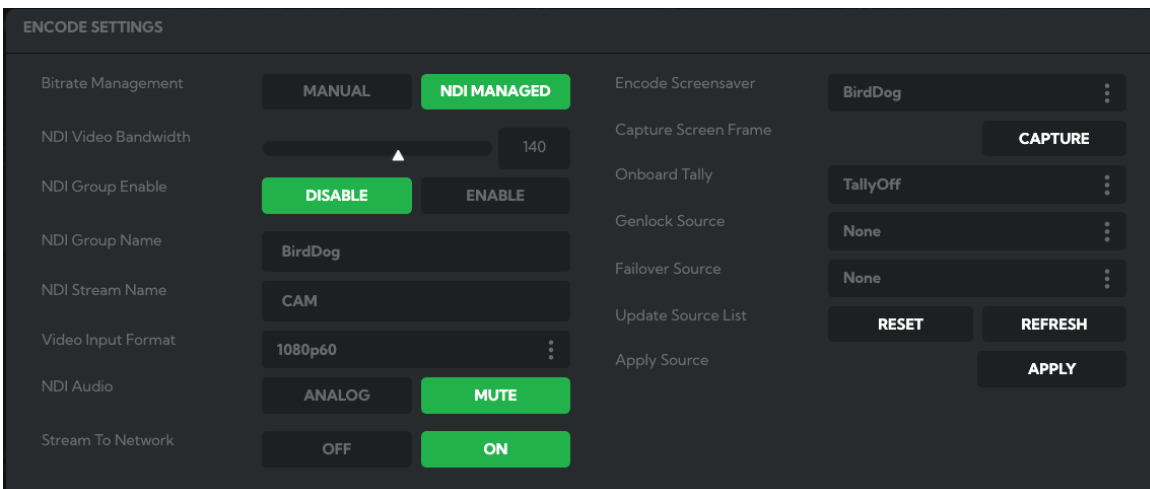 ENCODE SETTINGS
Bitrate Management
MANUAL
NDI MANAGED
NDI Video Bandwidth
140
NDI Group Enable
DISABLE
ENABLE
NDI Group Name
BirdDog
NDI Stream Name
CAM
Video Input Format
1080p60
NDI Audio
ANALOG
MUTE
Stream To Network
OFF
ON
Encode Screensaver
BirdDog
Capture Screen Frame
CAPTURE
Onboard Tally
TallyOff
Genlock Source
None
Failover Source
None
Update Source List
RESET
REFRESH
Apply Source
APPLY